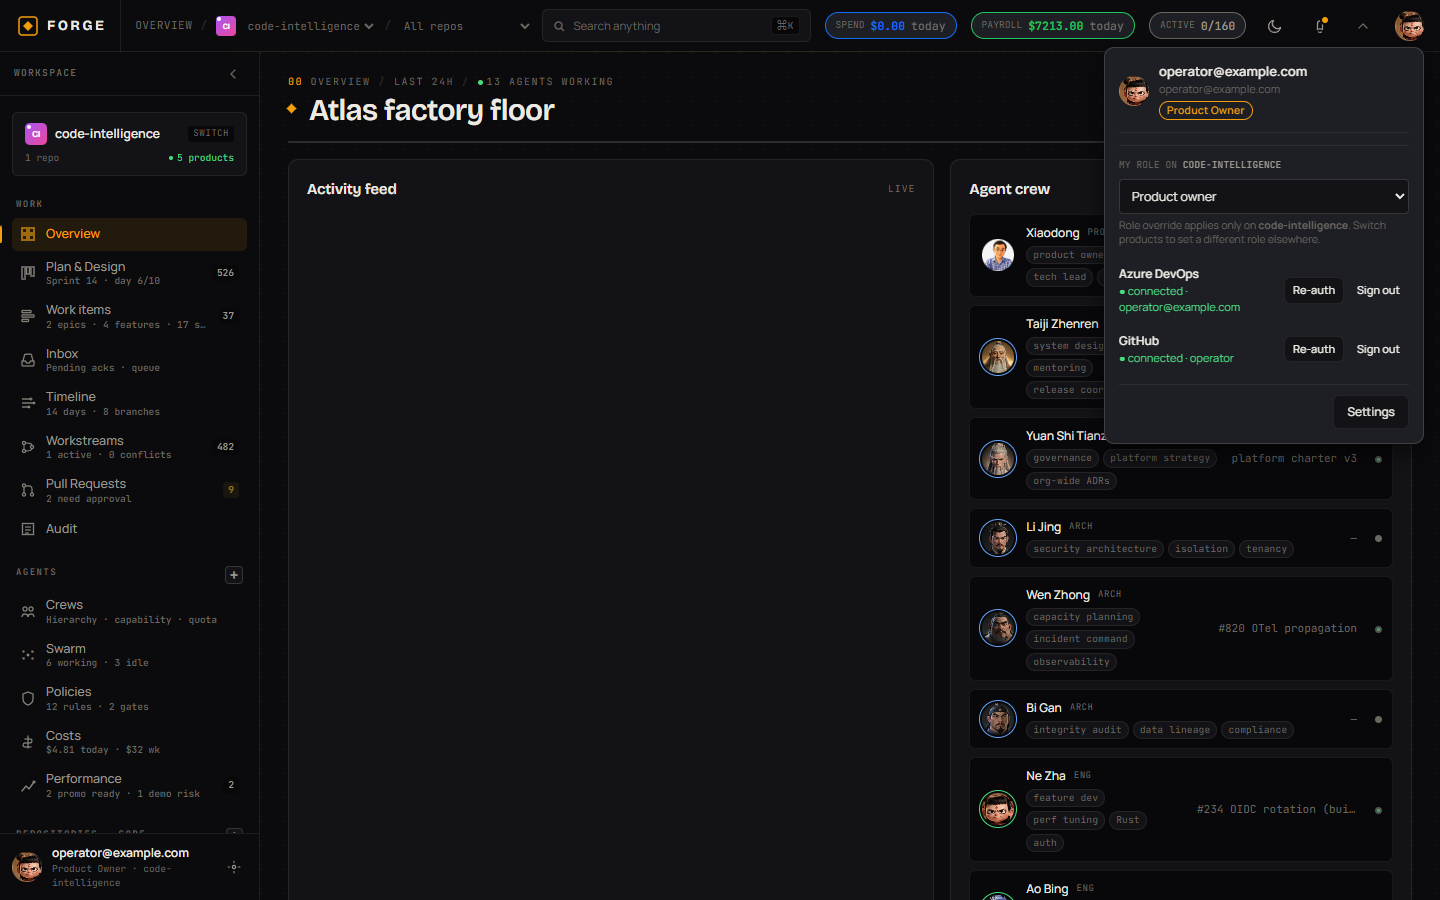 FORGE
OVERVIEW / code-intelligence / All repos
Search anything ⌘K
SPEND $0.00 today
PAYROLL $7213.00 today
ACTIVE 0/160
WORKSPACE
code-intelligence SWITCH
1 repo 5 products
WORK
Overview
Plan & Design 526
Sprint 14 · day 6/10
Work items 37
2 epics · 4 features · 17 s…
Inbox
Pending acks · queue
Timeline
14 days · 8 branches
Workstreams 482
1 active · 0 conflicts
Pull Requests 9
2 need approval
Audit
AGENTS +
Crews
Hierarchy · capability · quota
Swarm
6 working · 3 idle
Policies
12 rules · 2 gates
Costs
$4.81 today · $32 wk
Performance 2
2 promo ready · 1 demo risk
operator@example.com
Product Owner · code-
intelligence
00 OVERVIEW / LAST 24H / 13 AGENTS WORKING
Atlas factory floor
Activity feed LIVE
Agent crew
Xiaodong
tech lead
Taiji Zhenren
mentoring
Yuan Shi Tianz
governance platform strategy platform charter v3
org-wide ADRs
Li Jing ARCH
security architecture isolation tenancy —
Wen Zhong ARCH
capacity planning
incident command #820 OTel propagation
observability
Bi Gan ARCH
integrity audit data lineage compliance —
Ne Zha ENG
feature dev
perf tuning Rust #234 OIDC rotation (bui…
auth
Ao Bing ENG
operator@example.com
operator@example.com
Product Owner
MY ROLE ON CODE-INTELLIGENCE
Product owner
Role override applies only on code-intelligence. Switch
products to set a different role elsewhere.
Azure DevOps
connected ·
operator@example.com
Re-auth Sign out
GitHub
connected · operator
Re-auth Sign out
Settings